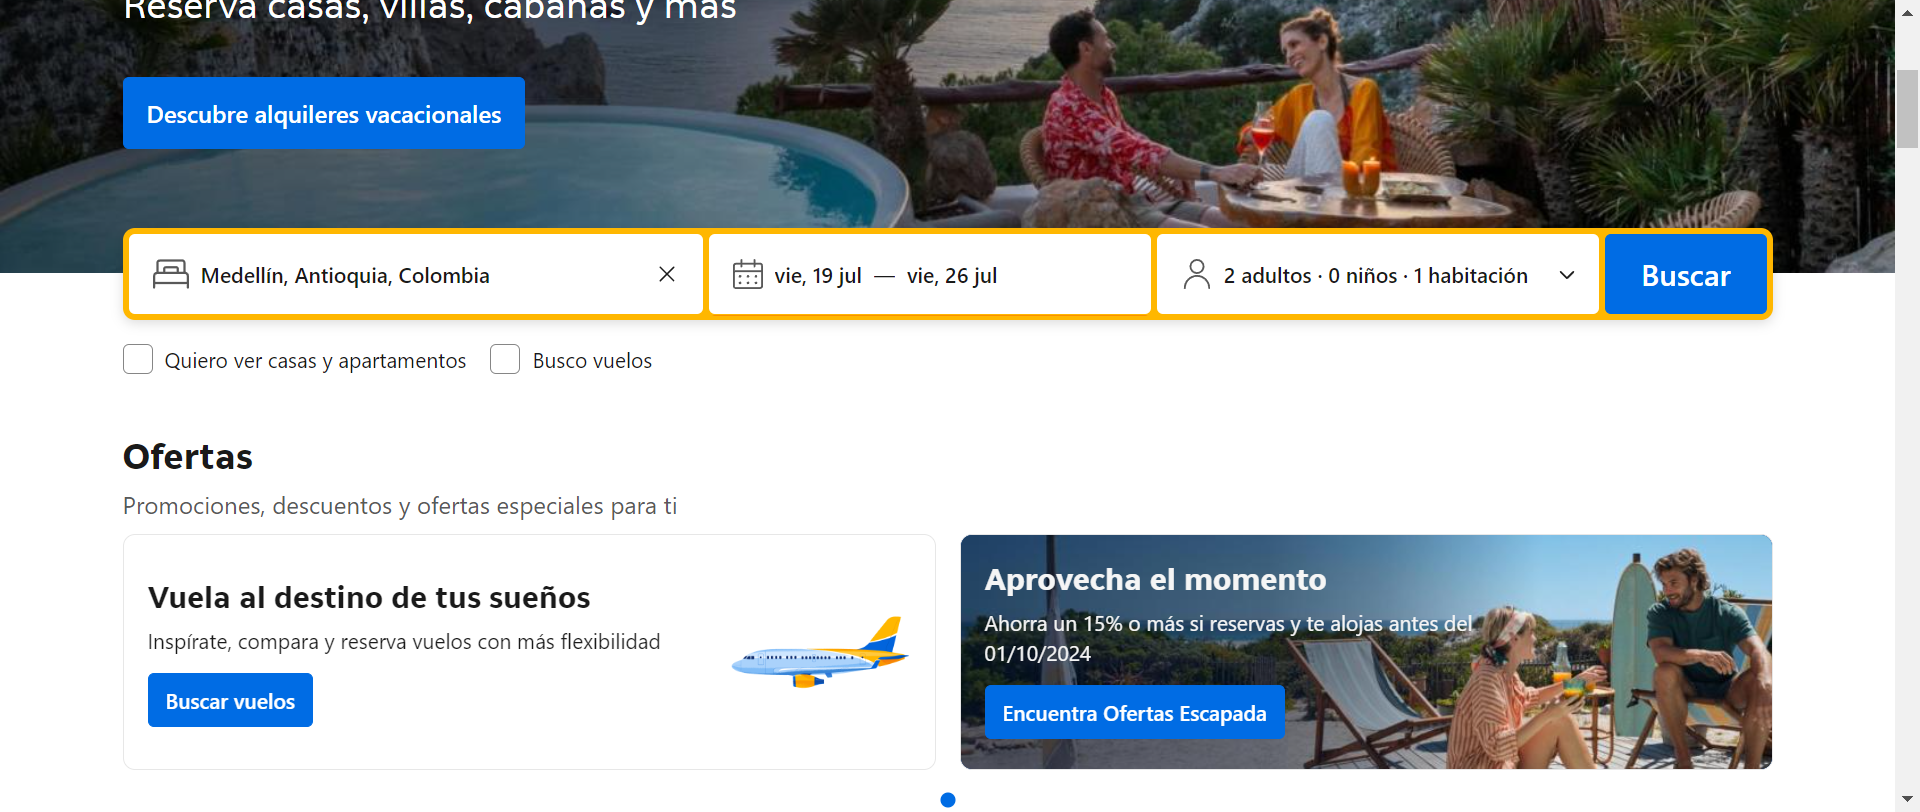 Reserva casas, villas, cabañas y más
Descubre alquileres vacacionales
Medellín, Antioquia, Colombia
vie, 19 jul — vie, 26 jul
2 adultos · 0 niños · 1 habitación
Buscar
Quiero ver casas y apartamentos
Busco vuelos
Ofertas
Promociones, descuentos y ofertas especiales para ti
Vuela al destino de tus sueños
Inspírate, compara y reserva vuelos con más flexibilidad
Buscar vuelos
Aprovecha el momento
Ahorra un 15% o más si reservas y te alojas antes del
01/10/2024
Encuentra Ofertas Escapada